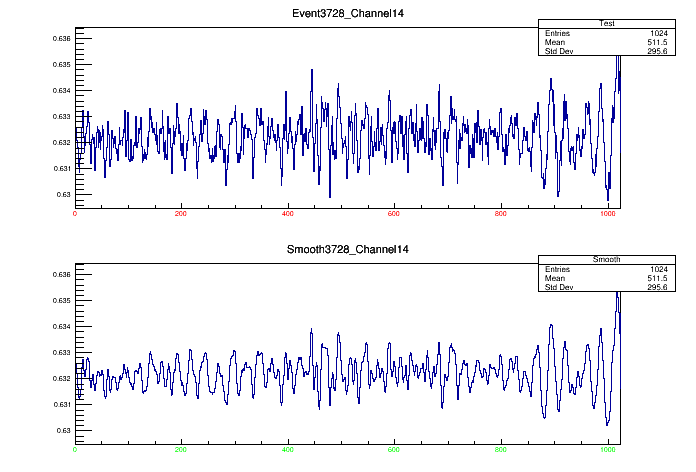 Event3728_Channel14
Test
Entries 1024
Mean 511.5
Std Dev 295.6
0.636
0.635
0.634
0.633
0.632
0.631
0.63
0 200 400 600 800 1000
Smooth3728_Channel14
Smooth
Entries 1024
Mean 511.5
Std Dev 295.6
0.636
0.635
0.634
0.633
0.632
0.631
0.63
0 200 400 600 800 1000